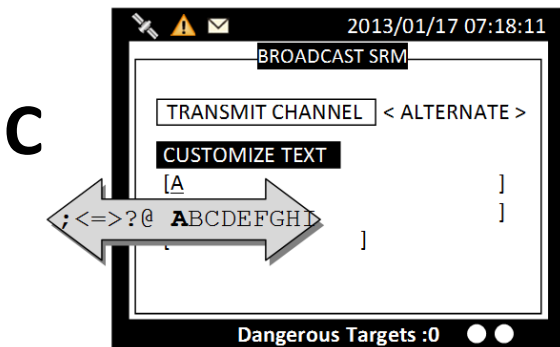 2013/01/17 07:18:11
BROADCAST SRM
C
TRANSMIT CHANNEL < ALTERNATE >
CUSTOMIZE TEXT
[A ]
;<=>?@ ABCDEFGHI ]
[ ]
Dangerous Targets :0